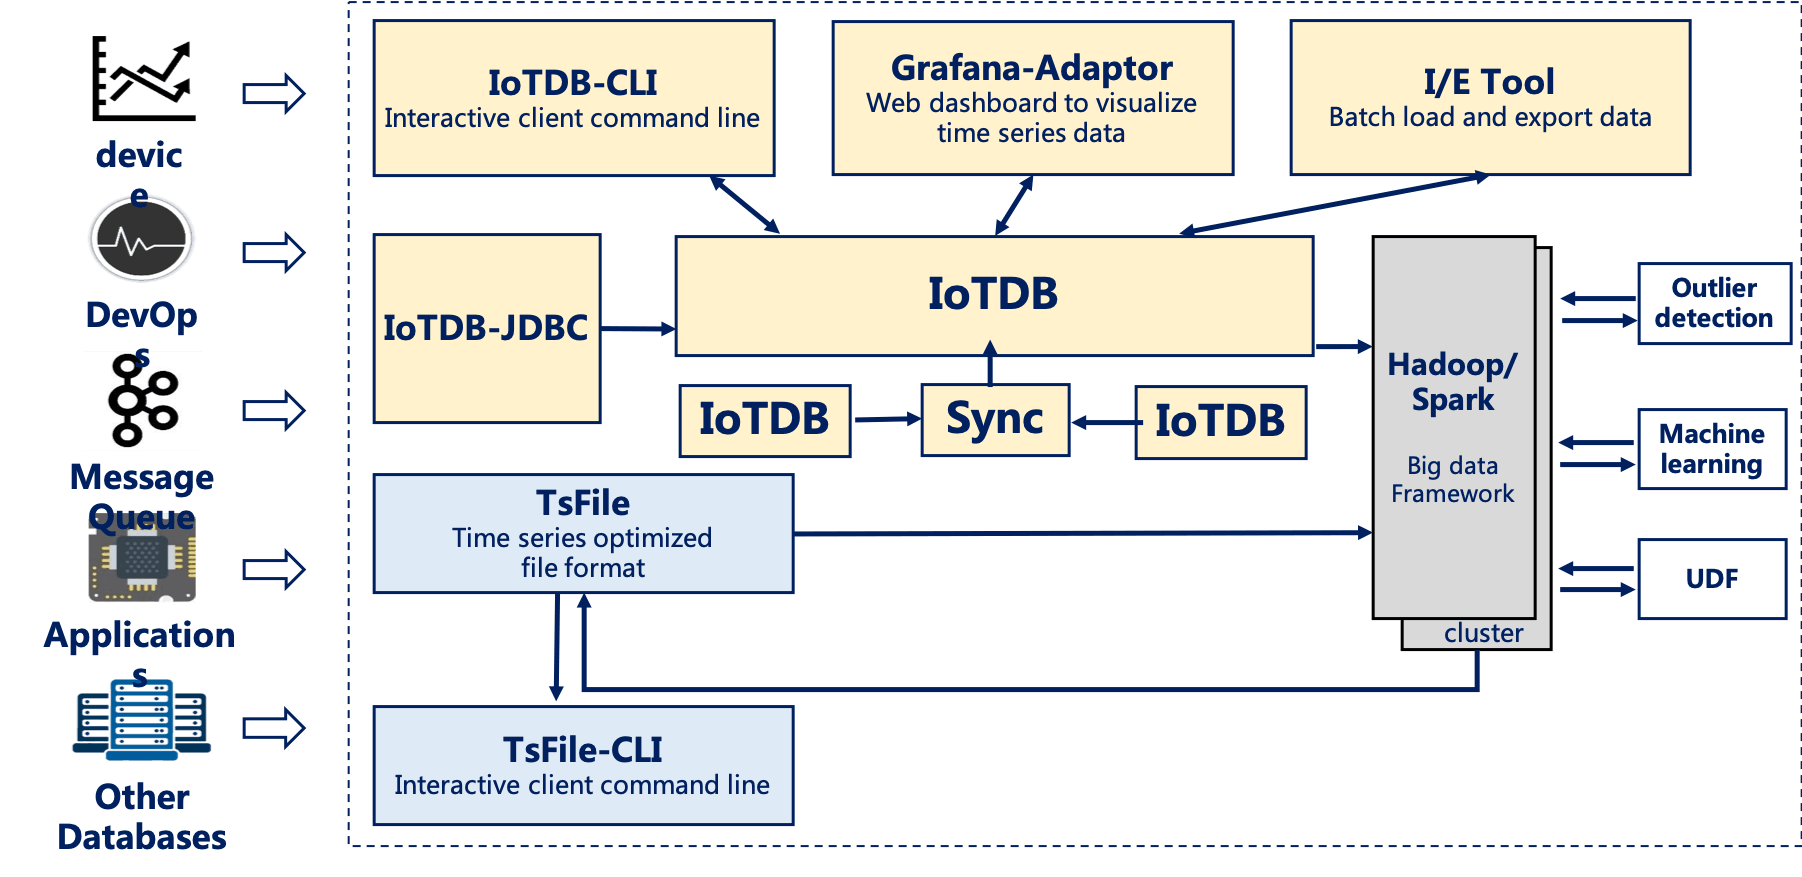 devic
e
DevOp
s
Message
Queue
Application
s
Other
Databases
IoTDB-CLI
Interactive client command line
Grafana-Adaptor
Web dashboard to visualize
time series data
I/E Tool
Batch load and export data
IoTDB-JDBC
IoTDB
IoTDB
Sync
IoTDB
TsFile
Time series optimized
file format
TsFile-CLI
Interactive client command line
Hadoop/
Spark
Big data
Framework
cluster
Outlier
detection
Machine
learning
UDF